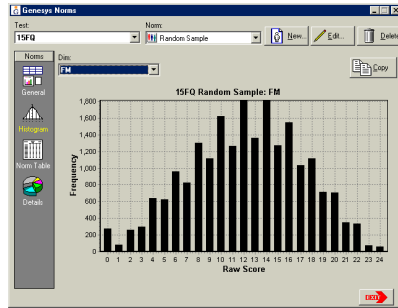 Genesys Norms
Test:
Norm:
15FQ
Random Sample
New...
Edit...
Delete
Norms
Dim:
FM
Copy
General
Histogram
Norm Table
Details
15FQ Random Sample: FM
Frequency
1,800
1,600
1,400
1,200
1,000
800
600
400
200
0
0 1 2 3 4 5 6 7 8 9 10 11 12 13 14 15 16 17 18 19 20 21 22 23 24
Raw Score
EXIT